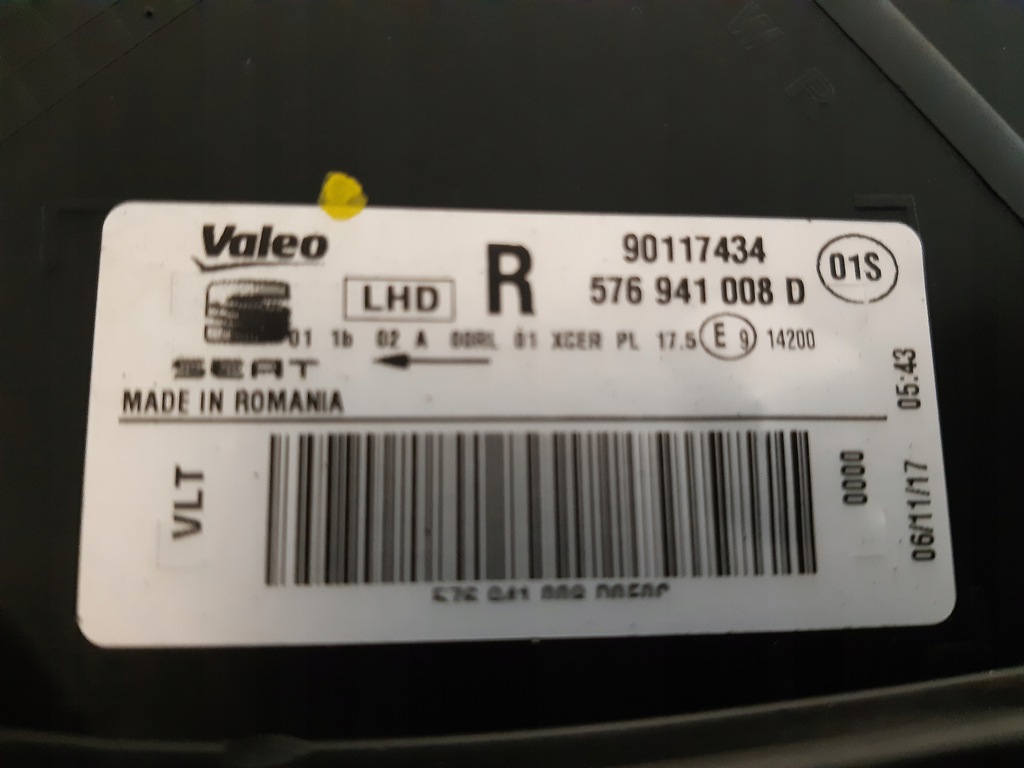 Valeo
LHD
R
90117434
576 941 008 D
01S
01 1b 02 A 00RL 01 XCER PL 17.5 E 9 14200
SEAT
MADE IN ROMANIA
VLT
0000
05:43
06/11/17